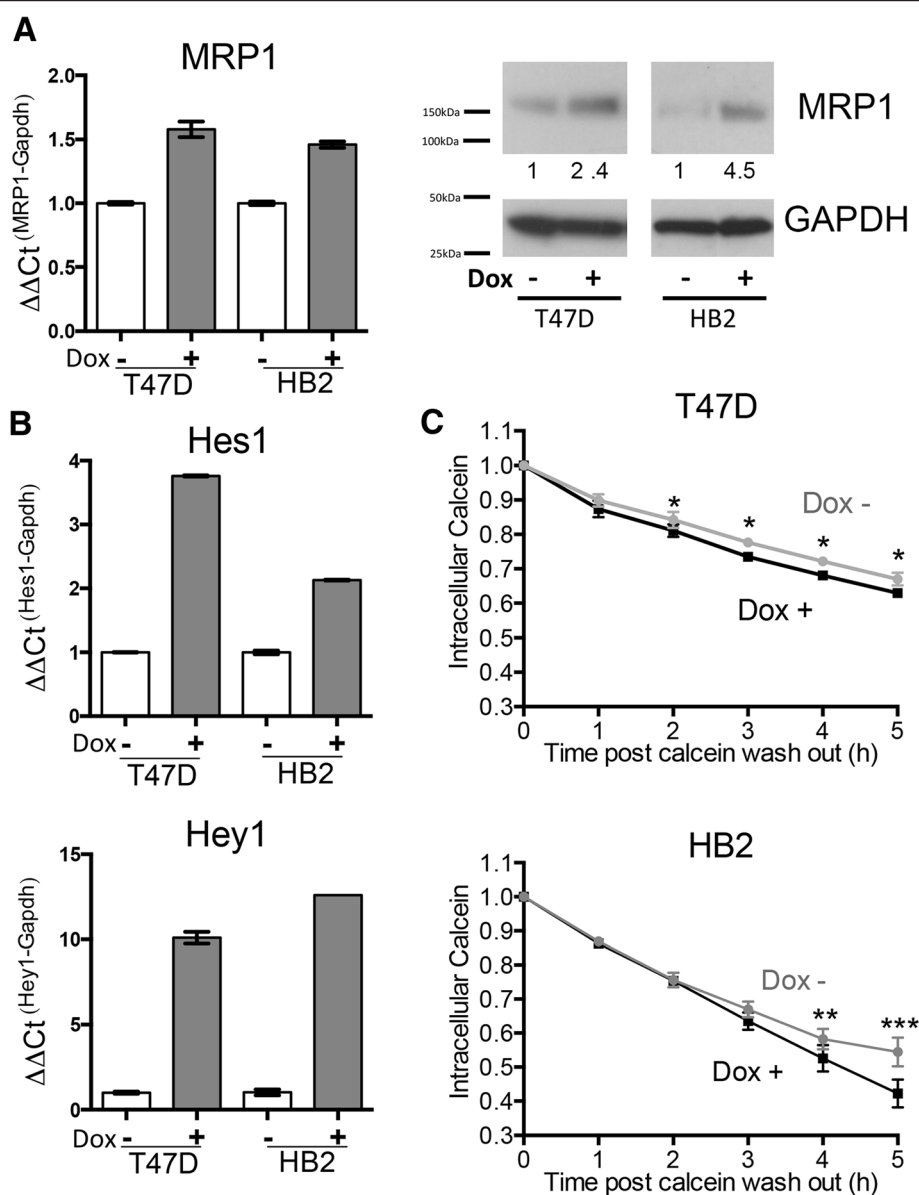 A
MRP1
2.0
1.5
1.0
0.5
0.0
ΔΔCt (MRP1-Gapdh)
Dox - + - +
T47D HB2
150kDa
100kDa
MRP1
1 2 .4 1 4.5
50kDa
25kDa
GAPDH
Dox - + - +
T47D HB2
B
Hes1
4
3
2
1
0
ΔΔCt (Hes1-Gapdh)
Dox - + - +
T47D HB2
Hey1
15
10
5
0
ΔΔCt (Hey1-Gapdh)
Dox - + - +
T47D HB2
C
T47D
1.1
1.0
0.9
0.8
0.7
0.6
0.5
0.4
0.3
Intracellular Calcein
* * * *
Dox -
Dox +
0 1 2 3 4 5
Time post calcein wash out (h)
HB2
1.1
1.0
0.9
0.8
0.7
0.6
0.5
0.4
0.3
Intracellular Calcein
Dox -
** ***
Dox +
0 1 2 3 4 5
Time post calcein wash out (h)